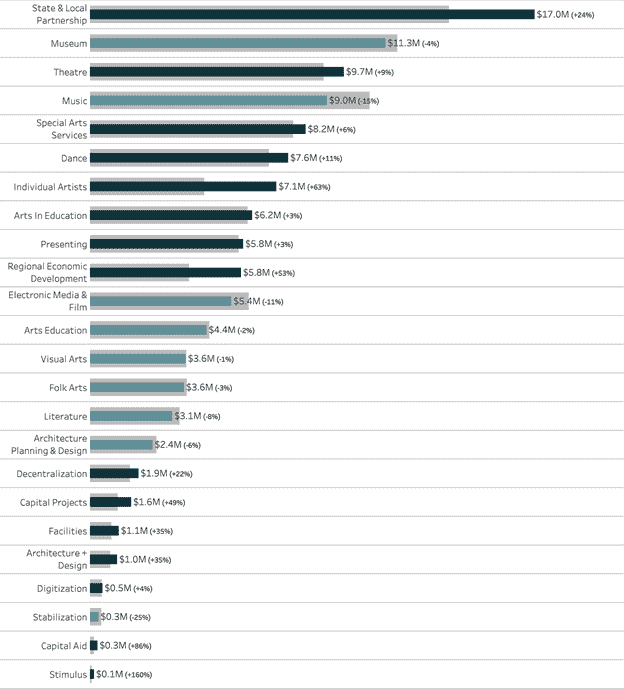 State & Local
Partnership
$17.0M (+24%)
Museum
$11.3M (-4%)
Theatre
$9.7M (+9%)
Music
$9.0M (-15%)
Special Arts
Services
$8.2M (+6%)
Dance
$7.6M (+11%)
Individual Artists
$7.1M (+63%)
Arts In Education
$6.2M (+3%)
Presenting
$5.8M (+3%)
Regional Economic
Development
$5.8M (+53%)
Electronic Media &
Film
$5.4M (-11%)
Arts Education
$4.4M (-2%)
Visual Arts
$3.6M (-1%)
Folk Arts
$3.6M (-3%)
Literature
$3.1M (-8%)
Architecture
Planning & Design
$2.4M (-6%)
Decentralization
$1.9M (+22%)
Capital Projects
$1.6M (+49%)
Facilities
$1.1M (+35%)
Architecture +
Design
$1.0M (+35%)
Digitization
$0.5M (+4%)
Stabilization
$0.3M (-25%)
Capital Aid
$0.3M (+86%)
Stimulus
$0.1M (+160%)